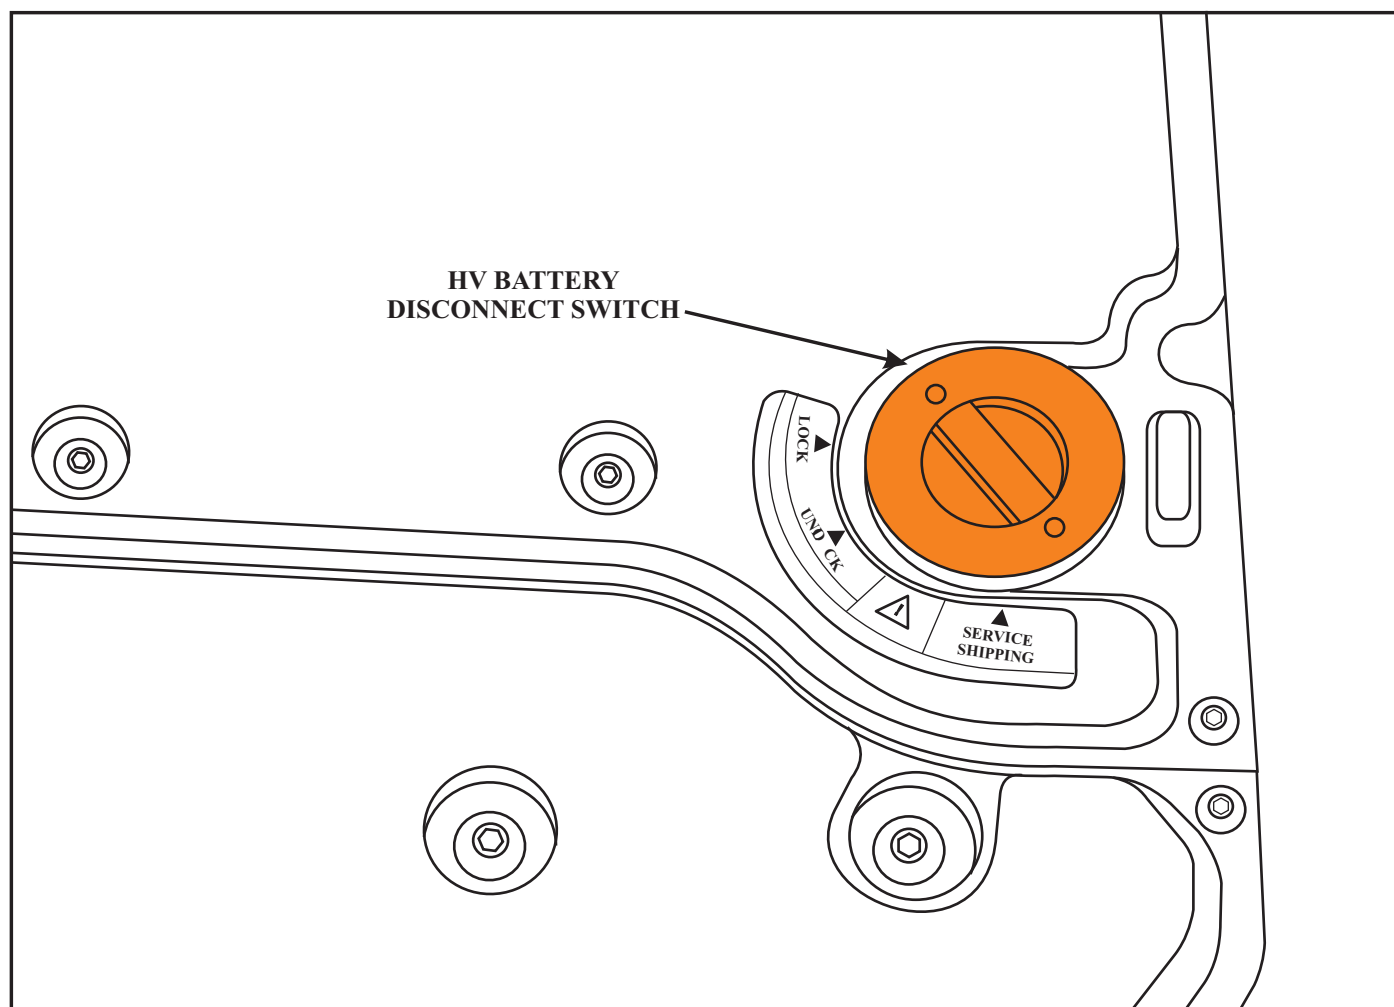 HV BATTERY
DISCONNECT SWITCH
LOCK
UND CK
SERVICE
SHIPPING